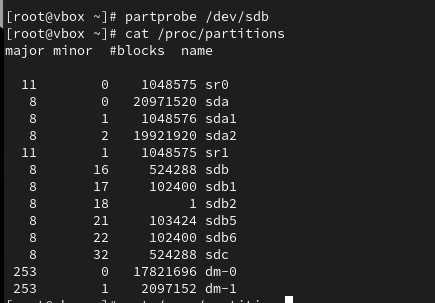 [root@vbox ~]# partprobe /dev/sdb
[root@vbox ~]# cat /proc/partitions
major minor  #blocks  name
  11        0    1048575 sr0
   8        0   20971520 sda
   8        1    1048576 sda1
   8        2   19921920 sda2
  11        1    1048575 sr1
   8       16     524288 sdb
   8       17     102400 sdb1
   8       18          1 sdb2
   8       21     103424 sdb5
   8       22     102400 sdb6
   8       32     524288 sdc
 253        0   17821696 dm-0
 253        1    2097152 dm-1
[root@vbox ~]#